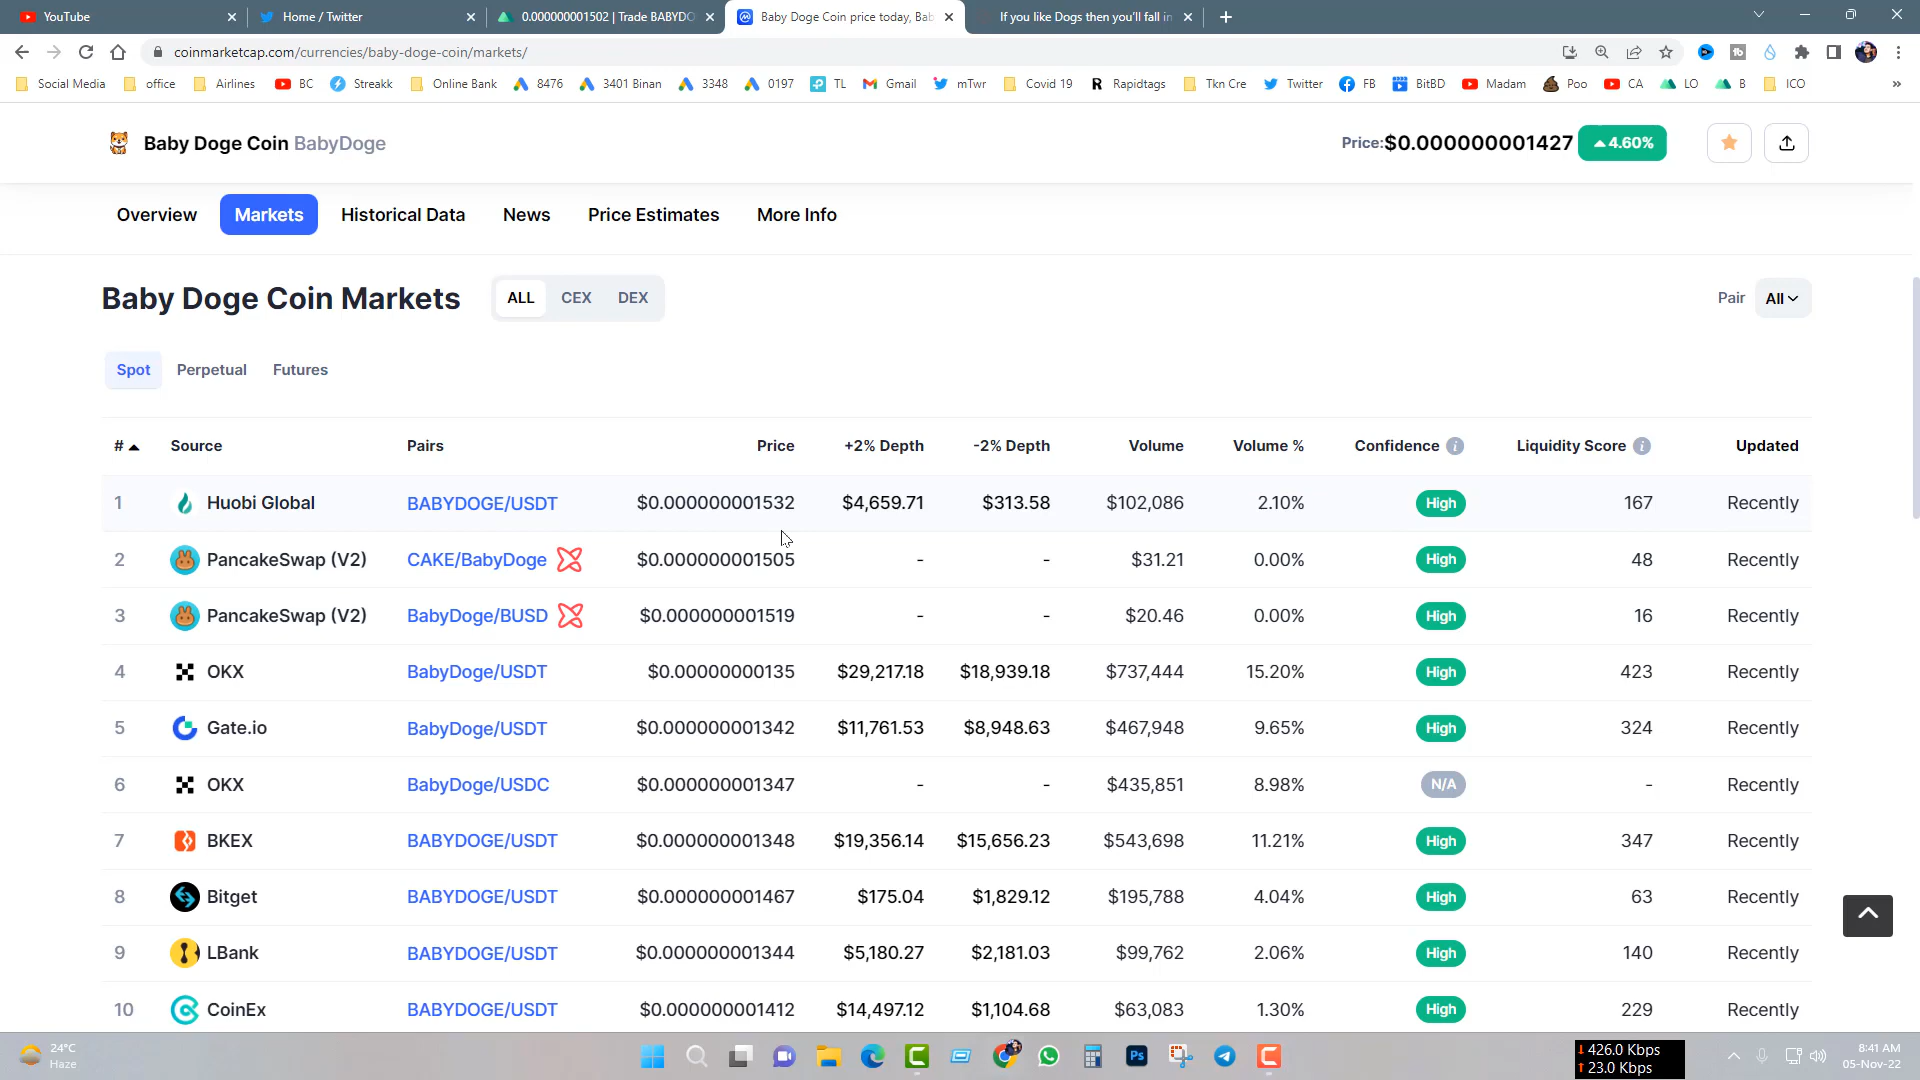 YouTube
Home / Twitter
0.000000001502 | Trade BABYDO
Baby Doge Coin price today, Bab
If you like Dogs then you'll fall in
coinmarketcap.com/currencies/baby-doge-coin/markets/
Social Media office Airlines BC Streakk Online Bank 8476 3401 Binan 3348 0197 TL Gmail mTwr Covid 19 Rapidtags Tkn Cre Twitter FB BitBD Madam Poo CA LO B ICO »
Baby Doge Coin BabyDoge
Price:$0.000000001427 4.60%
Overview Markets Historical Data News Price Estimates More Info
Baby Doge Coin Markets ALL CEX DEX Pair All
Spot Perpetual Futures
# Source Pairs Price +2% Depth -2% Depth Volume Volume % Confidence Liquidity Score Updated
1 Huobi Global BABYDOGE/USDT $0.000000001532 $4,659.71 $313.58 $102,086 2.10% High 167 Recently
2 PancakeSwap (V2) CAKE/BabyDoge $0.000000001505 - - $31.21 0.00% High 48 Recently
3 PancakeSwap (V2) BabyDoge/BUSD $0.000000001519 - - $20.46 0.00% High 16 Recently
4 OKX BabyDoge/USDT $0.00000000135 $29,217.18 $18,939.18 $737,444 15.20% High 423 Recently
5 Gate.io BabyDoge/USDT $0.000000001342 $11,761.53 $8,948.63 $467,948 9.65% High 324 Recently
6 OKX BabyDoge/USDC $0.000000001347 - - $435,851 8.98% N/A - Recently
7 BKEX BABYDOGE/USDT $0.000000001348 $19,356.14 $15,656.23 $543,698 11.21% High 347 Recently
8 Bitget BABYDOGE/USDT $0.000000001467 $175.04 $1,829.12 $195,788 4.04% High 63 Recently
9 LBank BABYDOGE/USDT $0.000000001344 $5,180.27 $2,181.03 $99,762 2.06% High 140 Recently
10 CoinEx BABYDOGE/USDT $0.000000001412 $14,497.12 $1,104.68 $63,083 1.30% High 229 Recently
24°C
Haze
Ps
426.0 Kbps
23.0 Kbps
8:41 AM
05-Nov-22